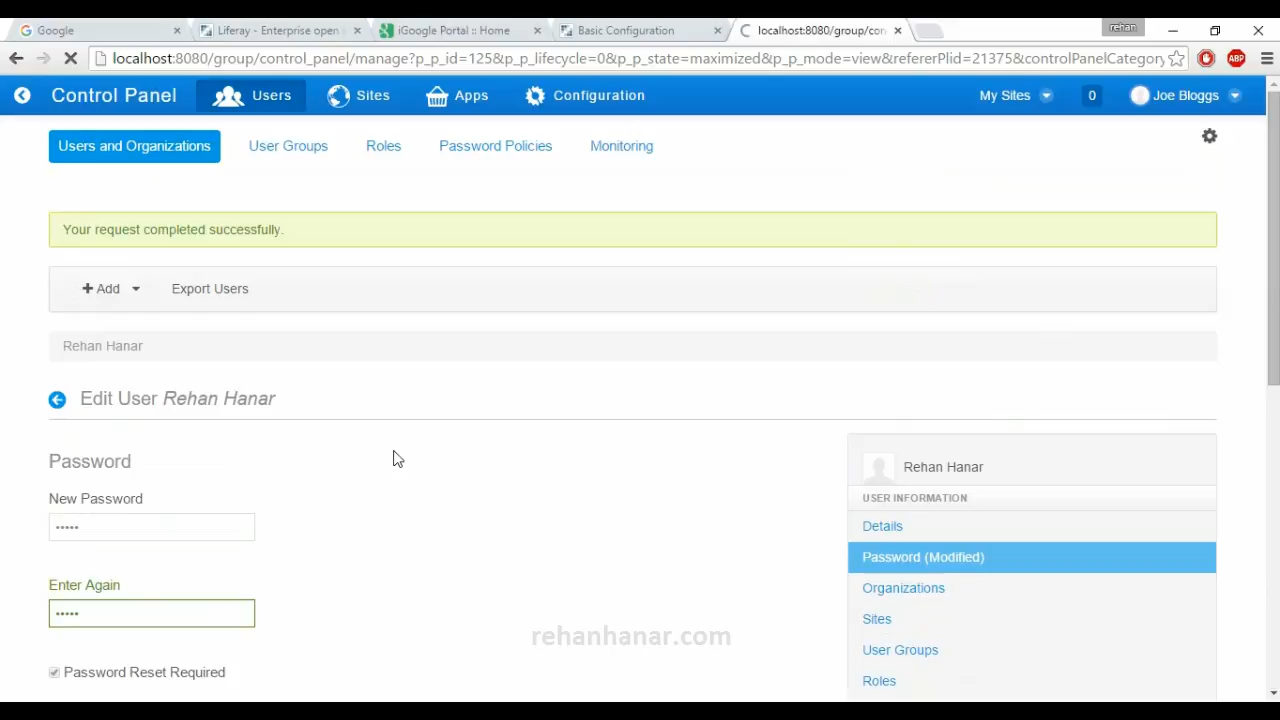 Google
Liferay - Enterprise open
iGoogle Portal :: Home
Basic Configuration
localhost:8080/group/con
rehan
localhost:8080/group/control_panel/manage?p_p_id=125&p_p_lifecycle=0&p_p_state=maximized&p_p_mode=view&refererPlid=21375&controlPanelCategory
ABP
Control Panel
Users
Sites
Apps
Configuration
My Sites
0
Joe Bloggs
Users and Organizations
User Groups
Roles
Password Policies
Monitoring
Your request completed successfully.
+ Add
Export Users
Rehan Hanar
Edit User Rehan Hanar
Password
New Password
•••••
Enter Again
•••••
Password Reset Required
Rehan Hanar
USER INFORMATION
Details
Password (Modified)
Organizations
Sites
User Groups
Roles
rehanhanar.com